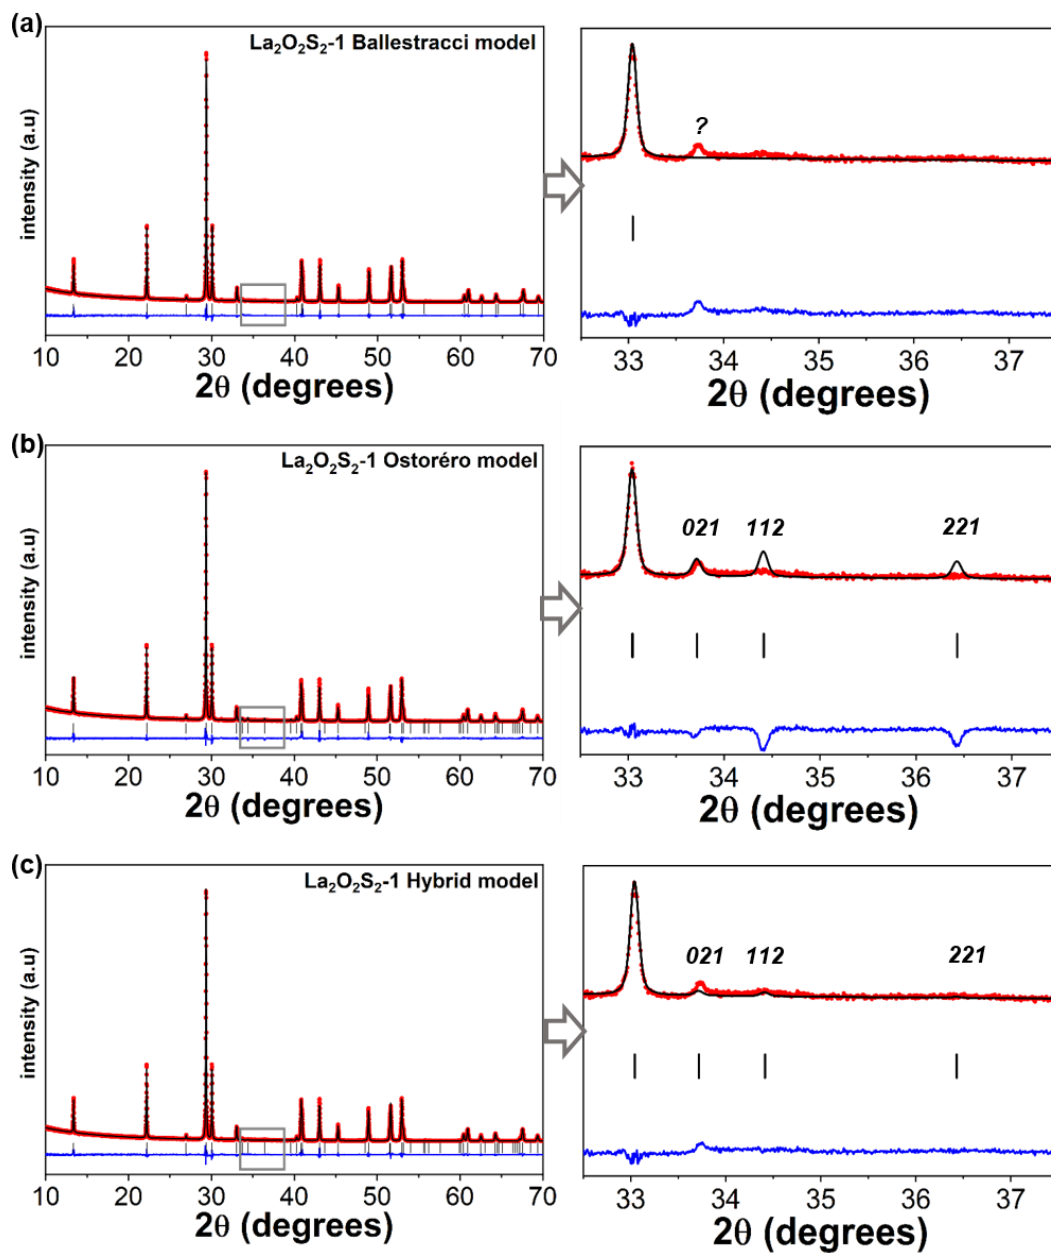 (a)
La₂O₂S₂-1 Ballestracci model
intensity (a.u)
10 20 30 40 50 60 70
2θ (degrees)
?
33 34 35 36 37
2θ (degrees)
(b)
La₂O₂S₂-1 Ostoréro model
intensity (a.u)
10 20 30 40 50 60 70
2θ (degrees)
021 112 221
33 34 35 36 37
2θ (degrees)
(c)
La₂O₂S₂-1 Hybrid model
intensity (a.u)
10 20 30 40 50 60 70
2θ (degrees)
021 112 221
33 34 35 36 37
2θ (degrees)